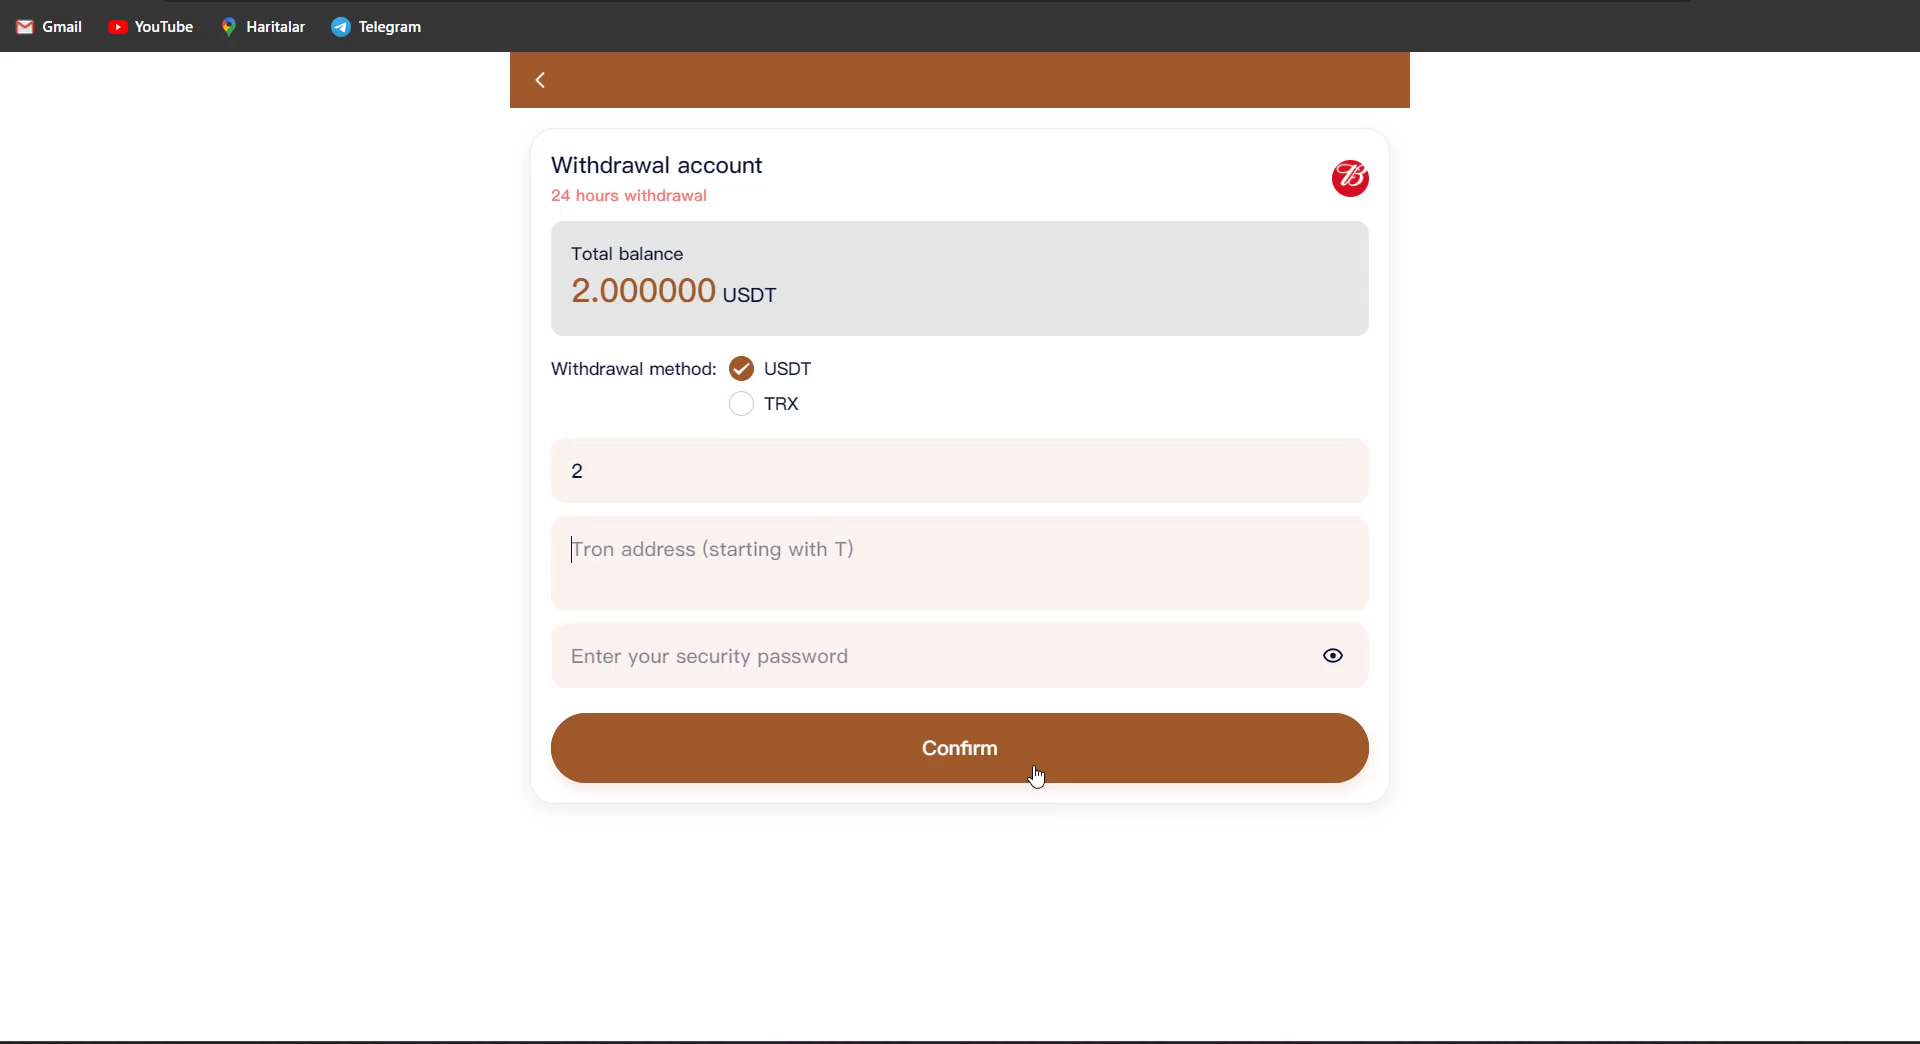 Gmail YouTube Haritalar Telegram
Withdrawal account
24 hours withdrawal
B
Total balance
2.000000 USDT
Withdrawal method: USDT
TRX
2
Tron address (starting with T)
Enter your security password
Confirm